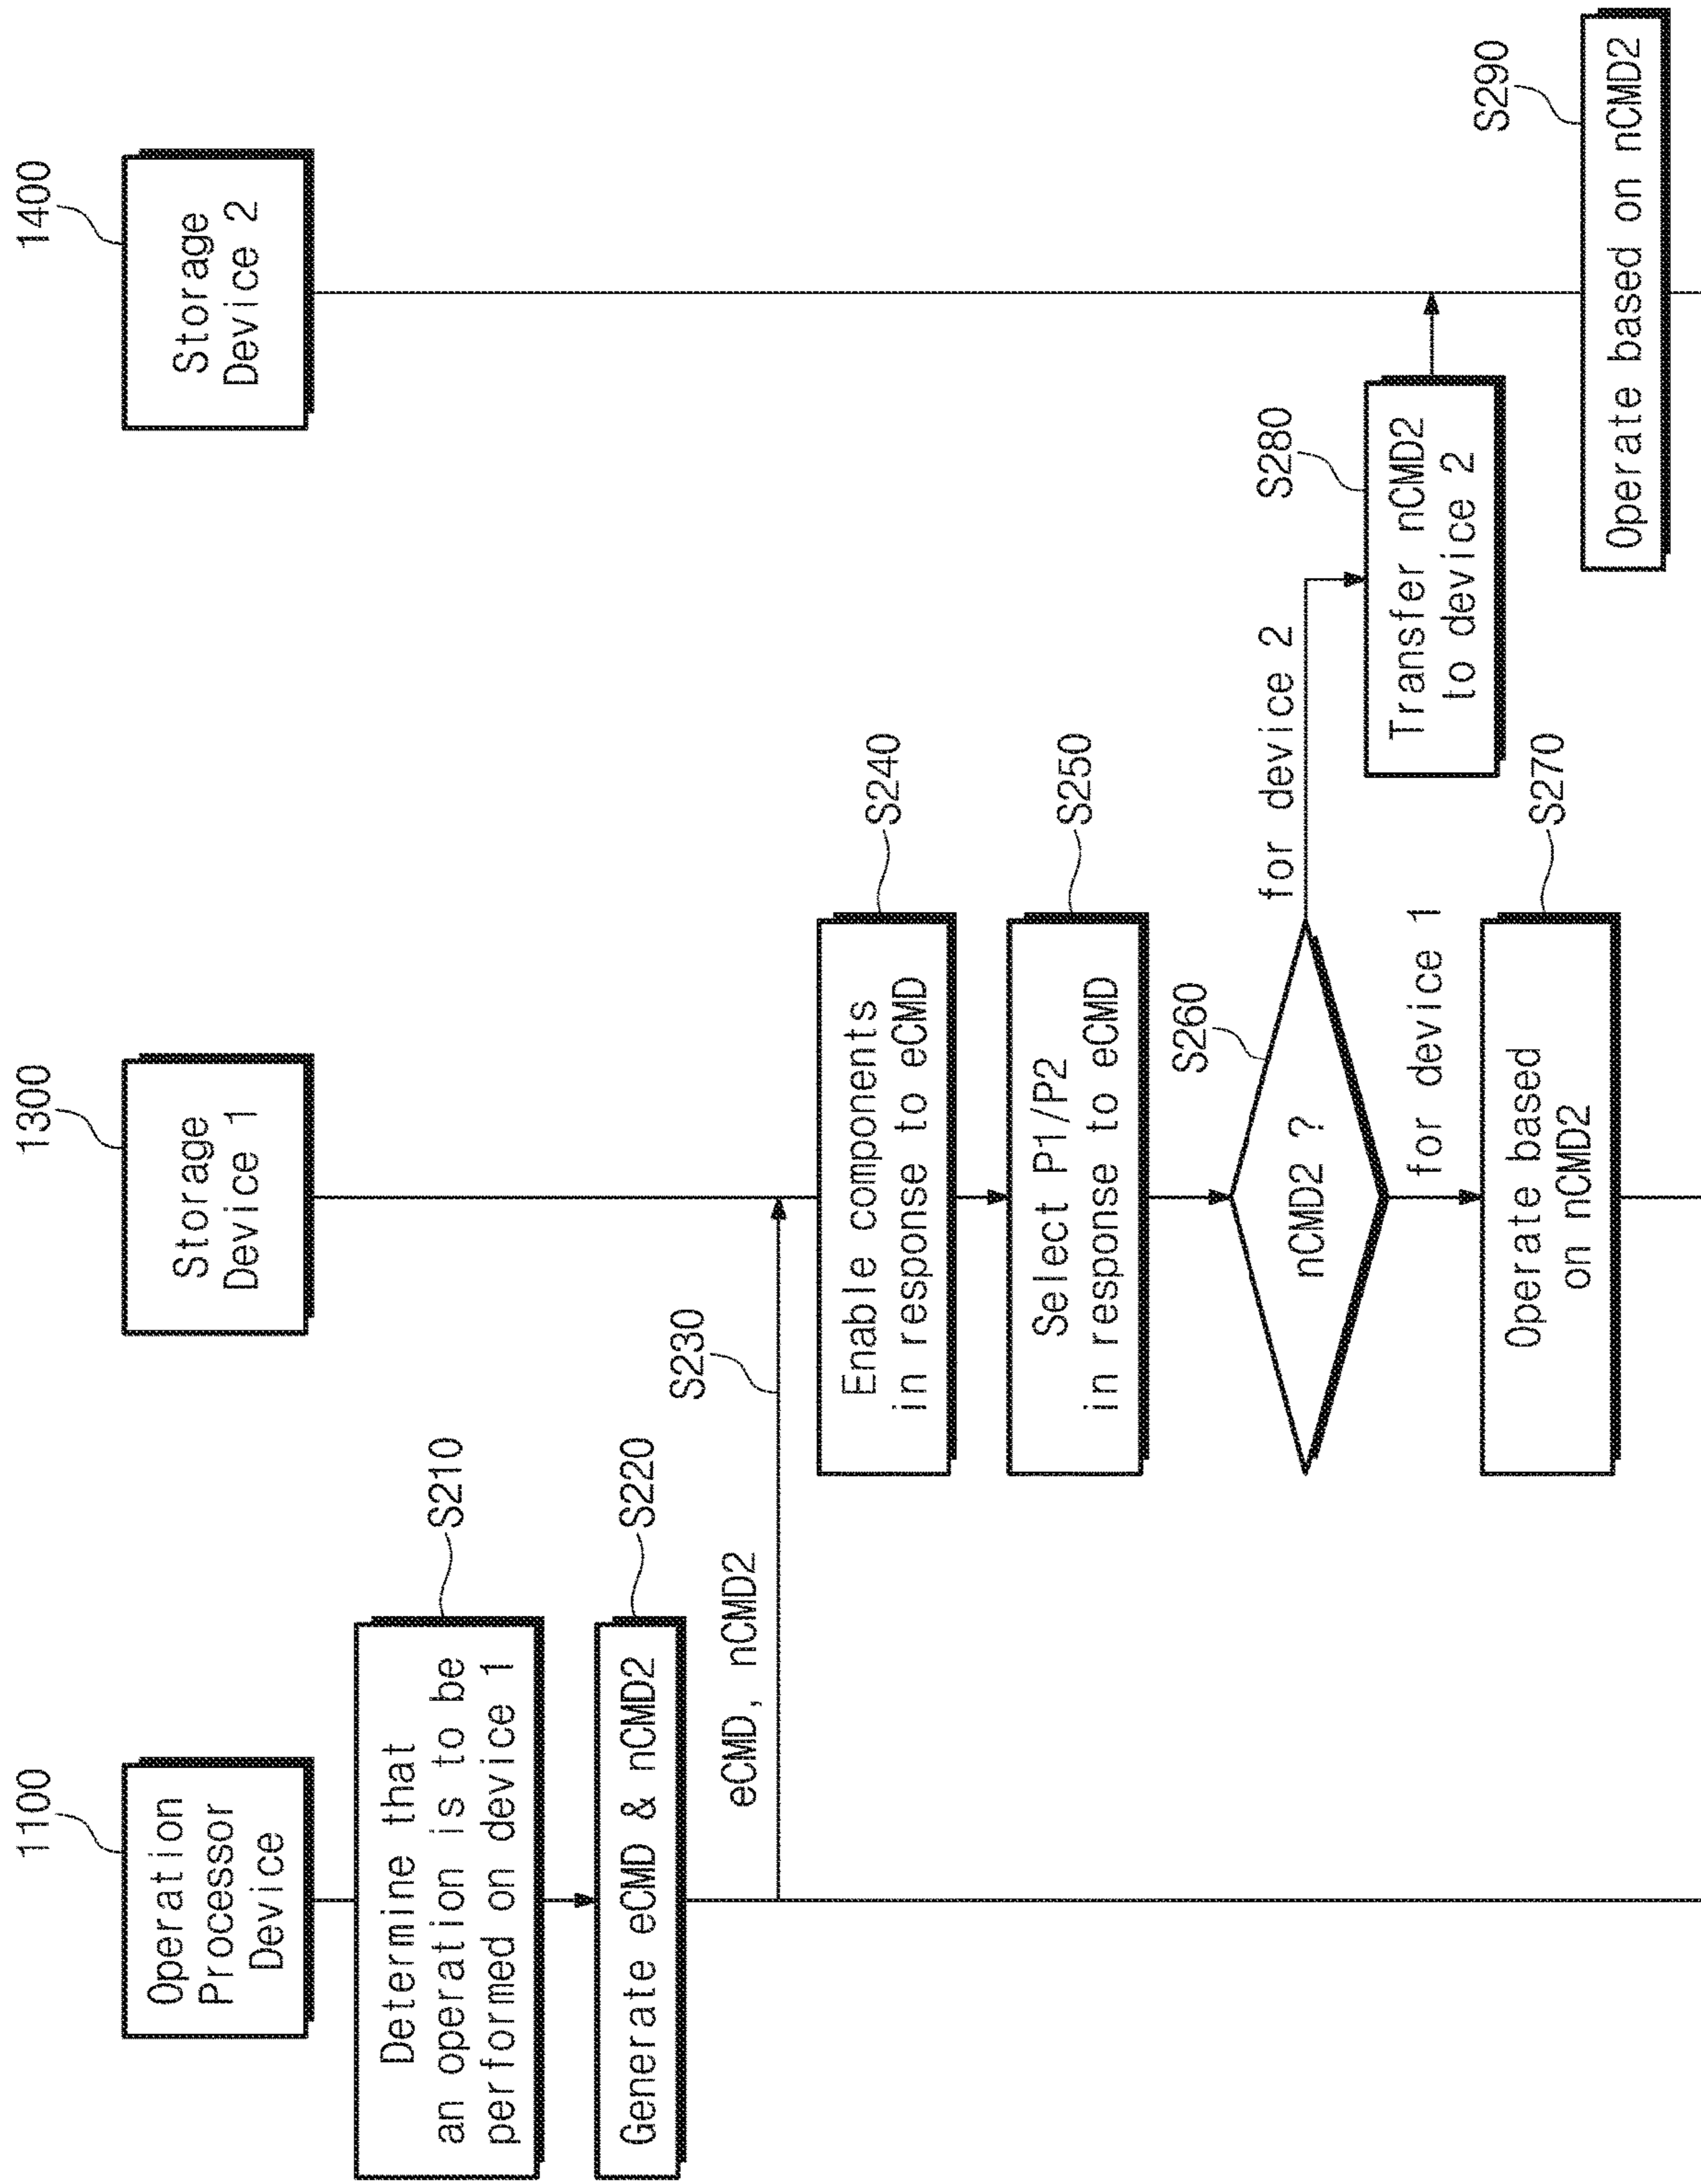 1100
Operation
Processor
Device
1300
Storage
Device 1
1400
Storage
Device 2
Determine that
an operation is to be
performed on device 1
S210
Generate eCMD & nCMD2
S220
eCMD, nCMD2
S230
Enable components
in response to eCMD
S240
Select P1/P2
in response to eCMD
S250
nCMD2 ?
S260
for device 2
for device 1
Transfer nCMD2
to device 2
S280
Operate based
on nCMD2
S270
Operate based on nCMD2
S290